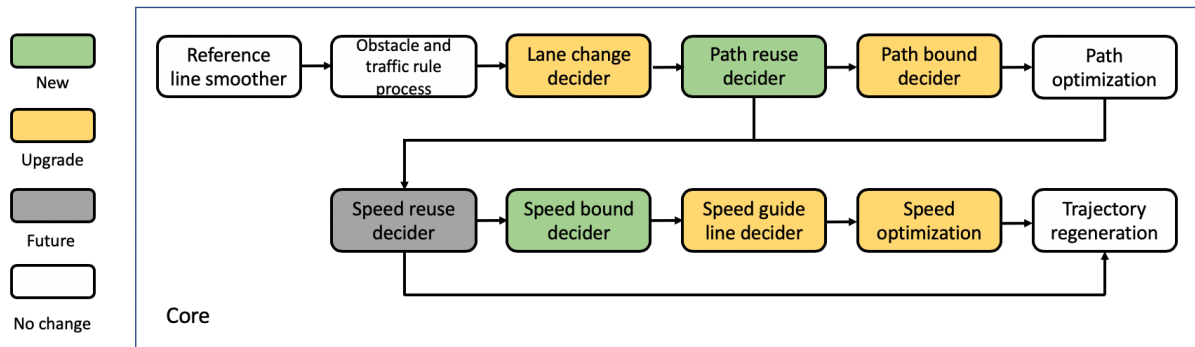 New
Upgrade
Future
No change
Reference
line smoother
Obstacle and
traffic rule
process
Lane change
decider
Path reuse
decider
Path bound
decider
Path
optimization
Speed reuse
decider
Speed bound
decider
Speed guide
line decider
Speed
optimization
Trajectory
regeneration
Core